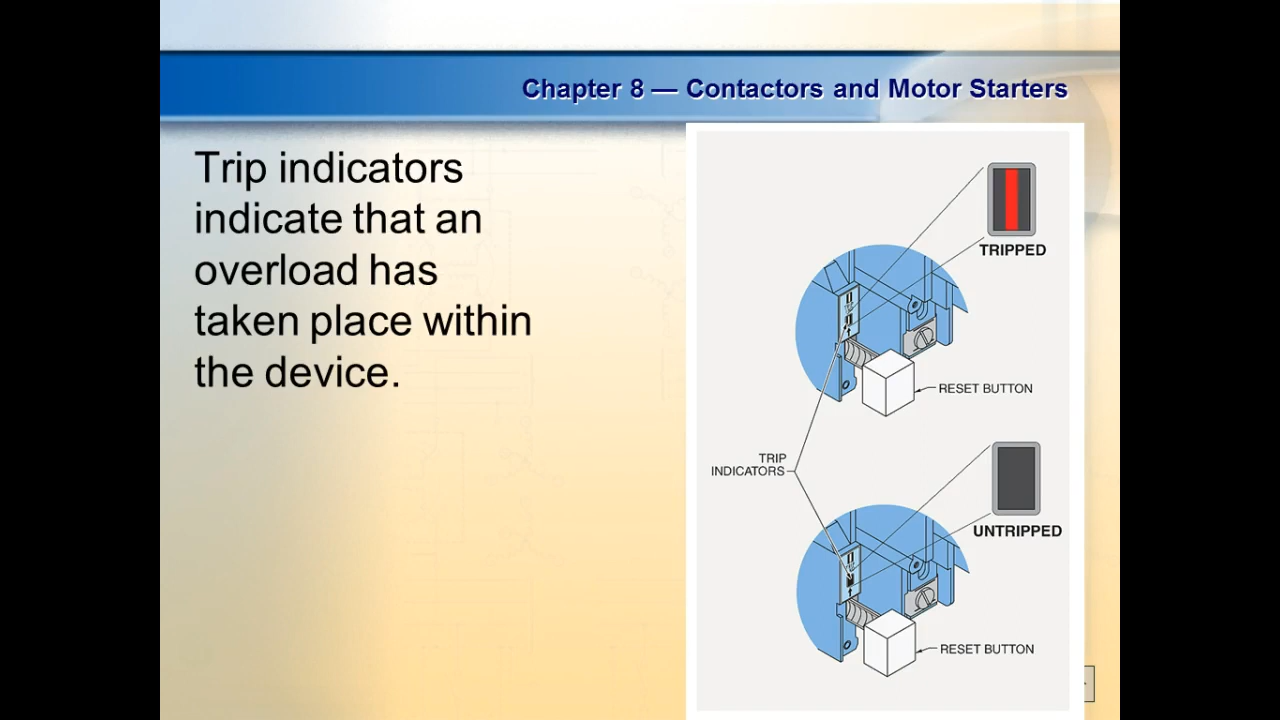 Chapter 8 — Contactors and Motor Starters
Trip indicators
indicate that an
overload has
taken place within
the device.
TRIPPED
RESET BUTTON
TRIP
INDICATORS
UNTRIPPED
RESET BUTTON